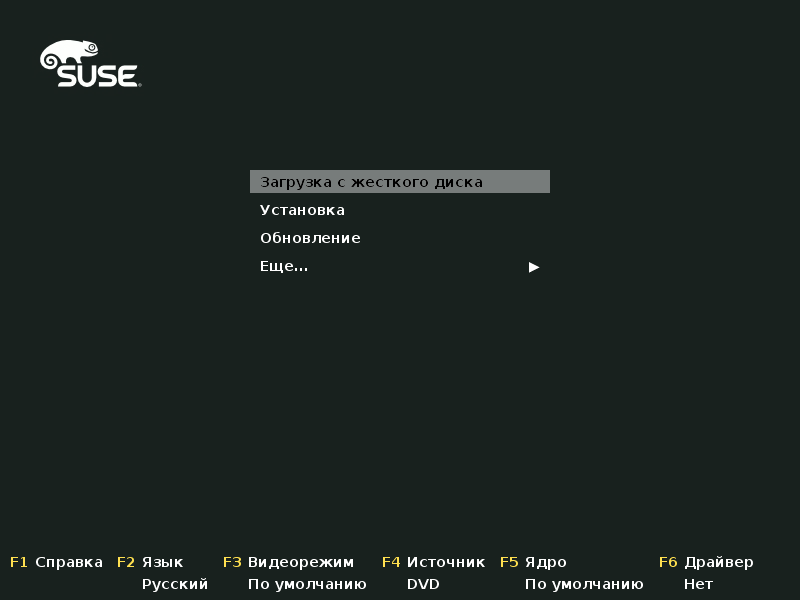 SUSE
Загрузка с жесткого диска
Установка
Обновление
Еще...
F1 Справка F2 Язык F3 Видеорежим F4 Источник F5 Ядро F6 Драйвер
Русский По умолчанию DVD По умолчанию Нет